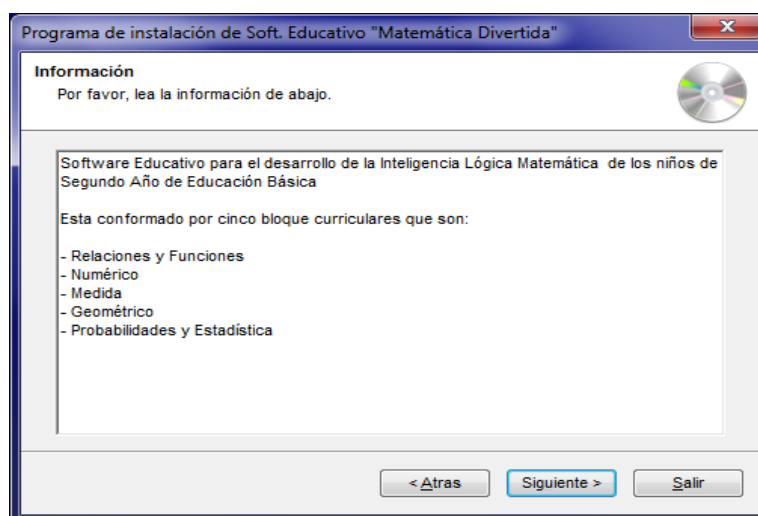 Programa de instalación de Soft. Educativo "Matemática Divertida"
Información
Por favor, lea la información de abajo.
Software Educativo para el desarrollo de la Inteligencia Lógica Matemática de los niños de
Segundo Año de Educación Básica
Esta conformado por cinco bloque curriculares que son:
- Relaciones y Funciones
- Numérico
- Medida
- Geométrico
- Probabilidades y Estadística
< Atras
Siguiente >
Salir